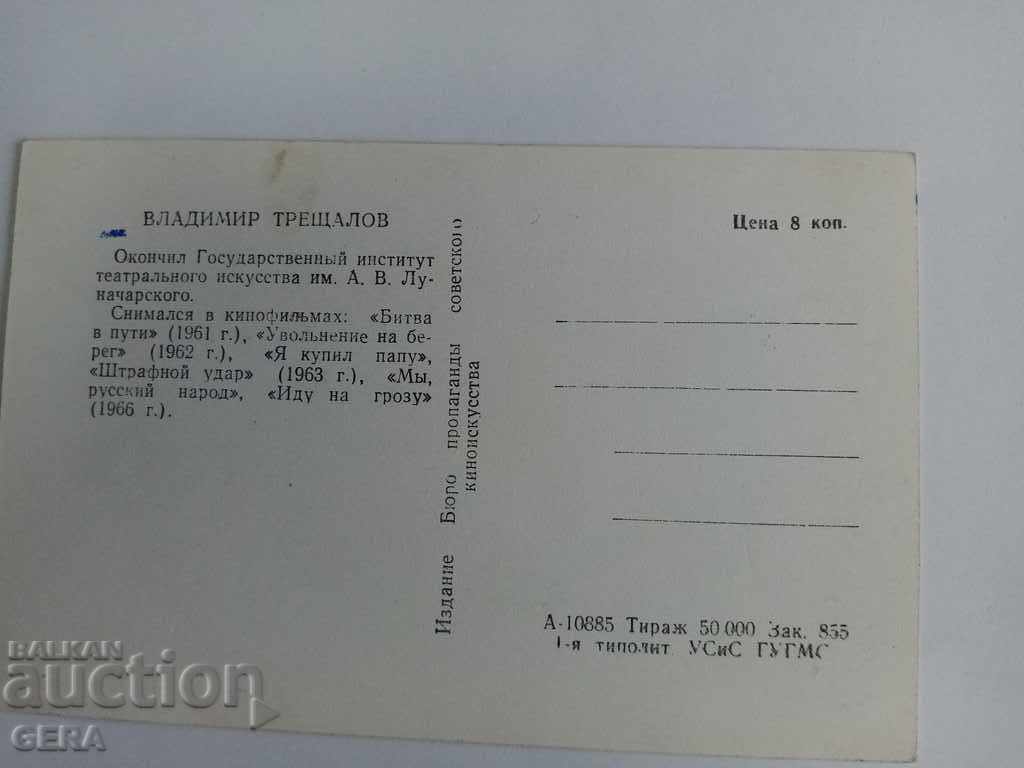 ВЛАДИМИР ТРЕЩАЛОВ
Окончил Государственный институт
театрального искусства им. А. В. Лу-
начарского.
Снимался в кинофильмах: «Битва
в пути» (1961 г.), «Увольнение на бе-
рег» (1962 г.), «Я купил папу»,
«Штрафной удар» (1963 г.), «Мы,
русский народ», «Иду на грозу»
(1966 г.).
Издание Бюро пропаганды советского
киноискусства
Цена 8 коп.
А-10885 Тираж 50 000 Зак. 855
1-я типолит УСиС ГУГМС
BALKAN
auction
GERA